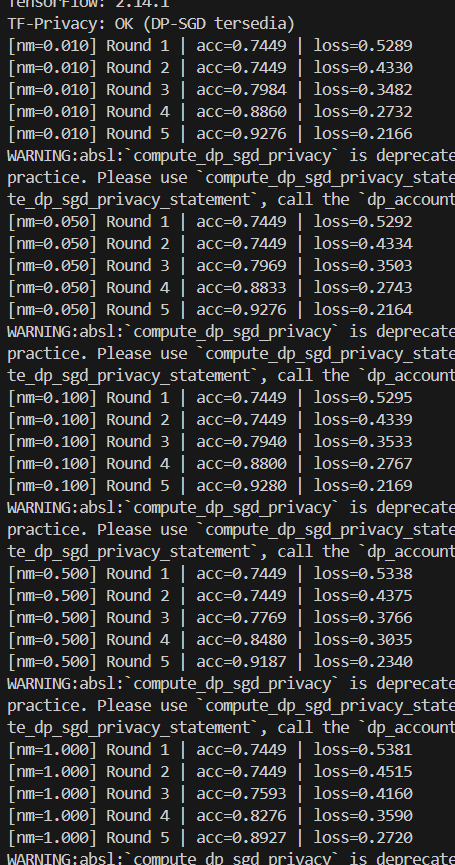 TensorFlow: 2.14.1
TF-Privacy: OK (DP-SGD tersedia)
[nm=0.010] Round 1 | acc=0.7449 | loss=0.5289
[nm=0.010] Round 2 | acc=0.7449 | loss=0.4330
[nm=0.010] Round 3 | acc=0.7984 | loss=0.3482
[nm=0.010] Round 4 | acc=0.8860 | loss=0.2732
[nm=0.010] Round 5 | acc=0.9276 | loss=0.2166
WARNING:absl:`compute_dp_sgd_privacy` is deprecate
practice. Please use `compute_dp_sgd_privacy_state
te_dp_sgd_privacy_statement`, call the `dp_account
[nm=0.050] Round 1 | acc=0.7449 | loss=0.5292
[nm=0.050] Round 2 | acc=0.7449 | loss=0.4334
[nm=0.050] Round 3 | acc=0.7969 | loss=0.3503
[nm=0.050] Round 4 | acc=0.8833 | loss=0.2743
[nm=0.050] Round 5 | acc=0.9276 | loss=0.2164
WARNING:absl:`compute_dp_sgd_privacy` is deprecate
practice. Please use `compute_dp_sgd_privacy_state
te_dp_sgd_privacy_statement`, call the `dp_account
[nm=0.100] Round 1 | acc=0.7449 | loss=0.5295
[nm=0.100] Round 2 | acc=0.7449 | loss=0.4339
[nm=0.100] Round 3 | acc=0.7940 | loss=0.3533
[nm=0.100] Round 4 | acc=0.8800 | loss=0.2767
[nm=0.100] Round 5 | acc=0.9280 | loss=0.2169
WARNING:absl:`compute_dp_sgd_privacy` is deprecate
practice. Please use `compute_dp_sgd_privacy_state
te_dp_sgd_privacy_statement`, call the `dp_account
[nm=0.500] Round 1 | acc=0.7449 | loss=0.5338
[nm=0.500] Round 2 | acc=0.7449 | loss=0.4375
[nm=0.500] Round 3 | acc=0.7769 | loss=0.3766
[nm=0.500] Round 4 | acc=0.8480 | loss=0.3035
[nm=0.500] Round 5 | acc=0.9187 | loss=0.2340
WARNING:absl:`compute_dp_sgd_privacy` is deprecate
practice. Please use `compute_dp_sgd_privacy_state
te_dp_sgd_privacy_statement`, call the `dp_account
[nm=1.000] Round 1 | acc=0.7449 | loss=0.5381
[nm=1.000] Round 2 | acc=0.7449 | loss=0.4515
[nm=1.000] Round 3 | acc=0.7593 | loss=0.4160
[nm=1.000] Round 4 | acc=0.8276 | loss=0.3590
[nm=1.000] Round 5 | acc=0.8927 | loss=0.2720
WARNING:absl:`compute_dp_sgd_privacy` is deprecate